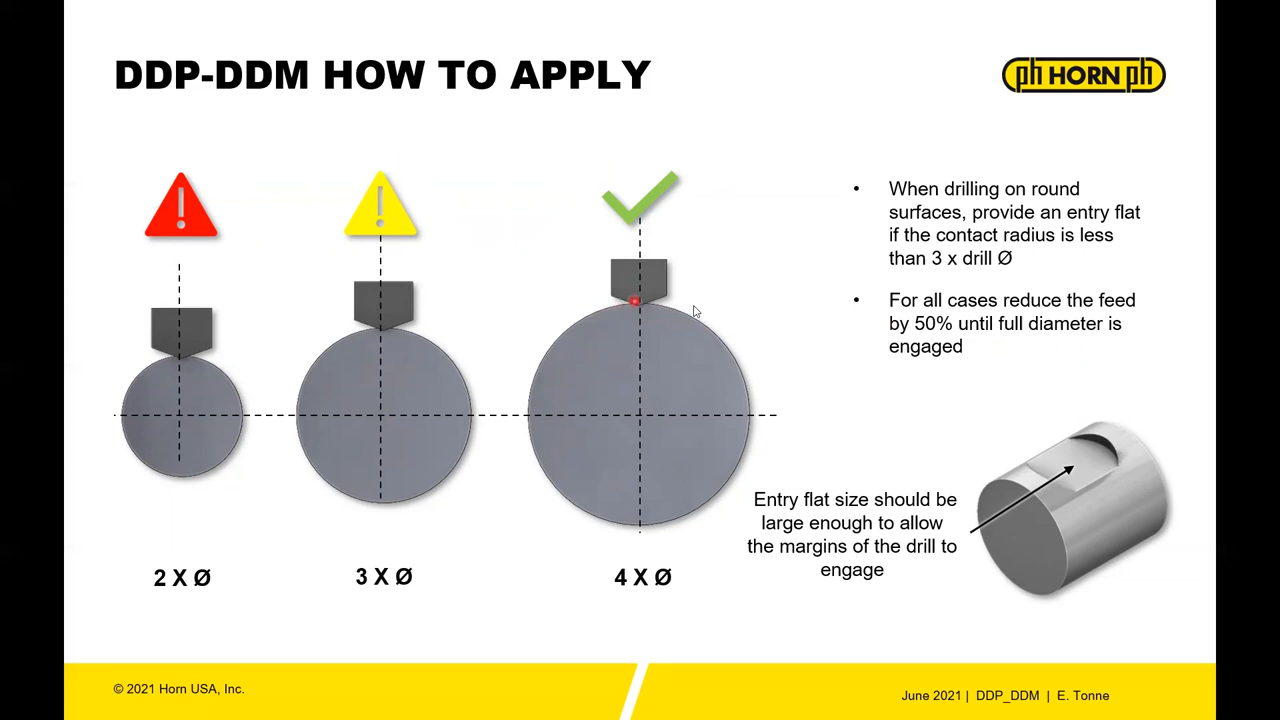 DDP-DDM HOW TO APPLY
ph HORN ph
• When drilling on round
surfaces, provide an entry flat
if the contact radius is less
than 3 x drill Ø
• For all cases reduce the feed
by 50% until full diameter is
engaged
Entry flat size should be
large enough to allow
the margins of the drill to
engage
2 X Ø
3 X Ø
4 X Ø
© 2021 Horn USA, Inc.
June 2021 | DDP_DDM | E. Tonne